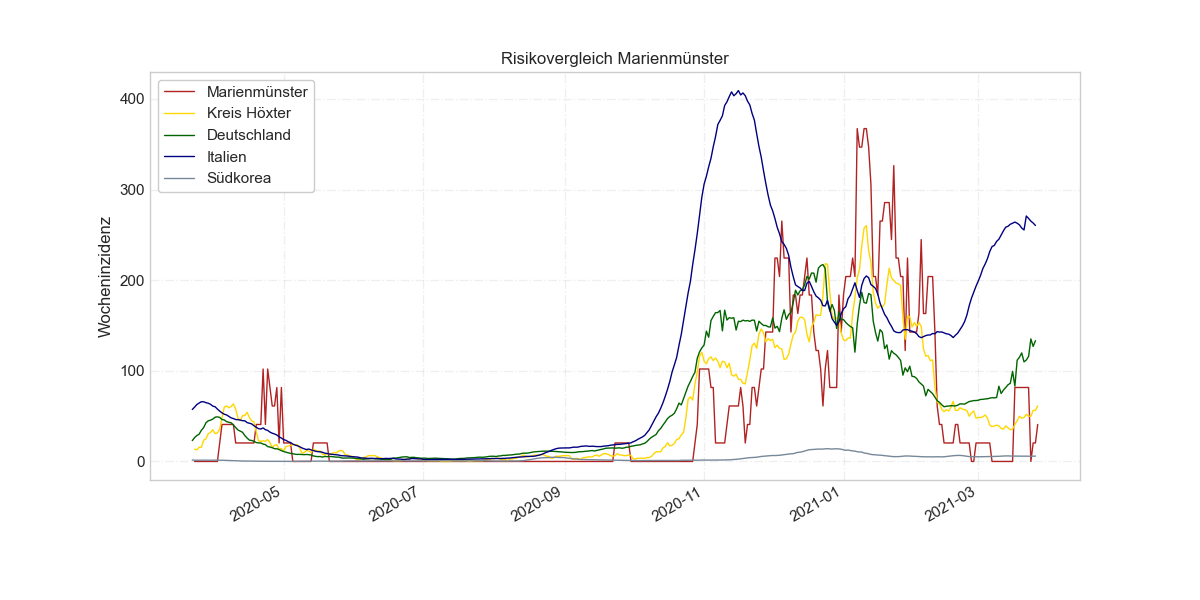 Risikovergleich Marienmünster
Marienmünster
Kreis Höxter
Deutschland
Italien
Südkorea
Wocheninzidenz
400
300
200
100
0
2020-05
2020-07
2020-09
2020-11
2021-01
2021-03